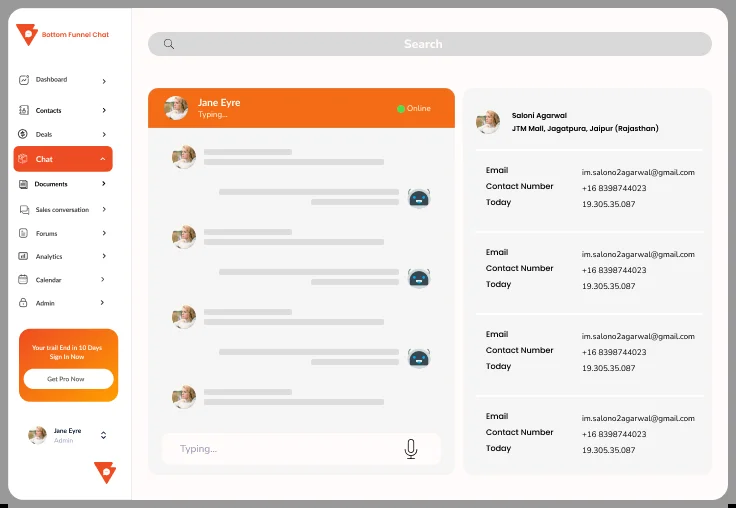 Bottom Funnel Chat
Dashboard
Contacts
Deals
Chat
Documents
Sales conversation
Forums
Analytics
Calendar
Admin
Your trail End in 10 Days
Sign In Now
Get Pro Now
Jane Eyre
Admin
Search
Jane Eyre
Typing...
Online
Typing...
Saloni Agarwal
JTM Mall, Jagatpura, Jaipur (Rajasthan)
Email im.salono2agarwal@gmail.com
Contact Number +16 8398744023
Today 19.305.35.087
Email im.salono2agarwal@gmail.com
Contact Number +16 8398744023
Today 19.305.35.087
Email im.salono2agarwal@gmail.com
Contact Number +16 8398744023
Today 19.305.35.087
Email im.salono2agarwal@gmail.com
Contact Number +16 8398744023
Today 19.305.35.087